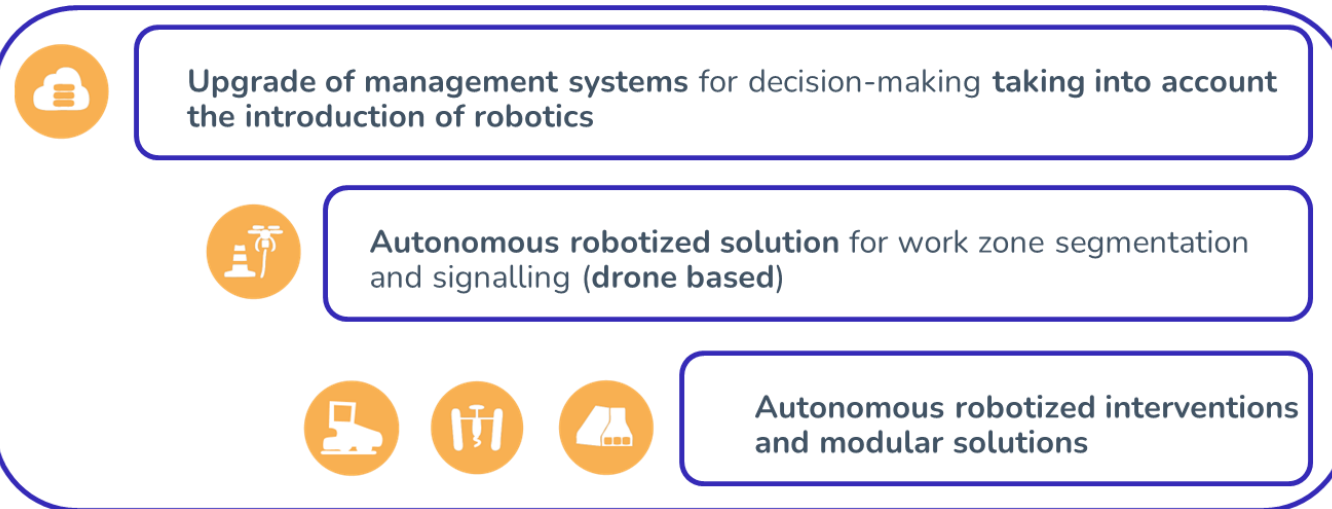 Upgrade of management systems for decision-making taking into account
the introduction of robotics
Autonomous robotized solution for work zone segmentation
and signalling (drone based)
Autonomous robotized interventions
and modular solutions